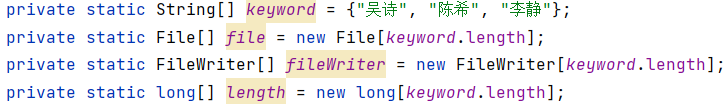 private static String[] keyword = {"吴诗", "陈希", "李静"};
private static File[] file = new File[keyword.length];
private static FileWriter[] fileWriter = new FileWriter[keyword.length];
private static long[] length = new long[keyword.length];